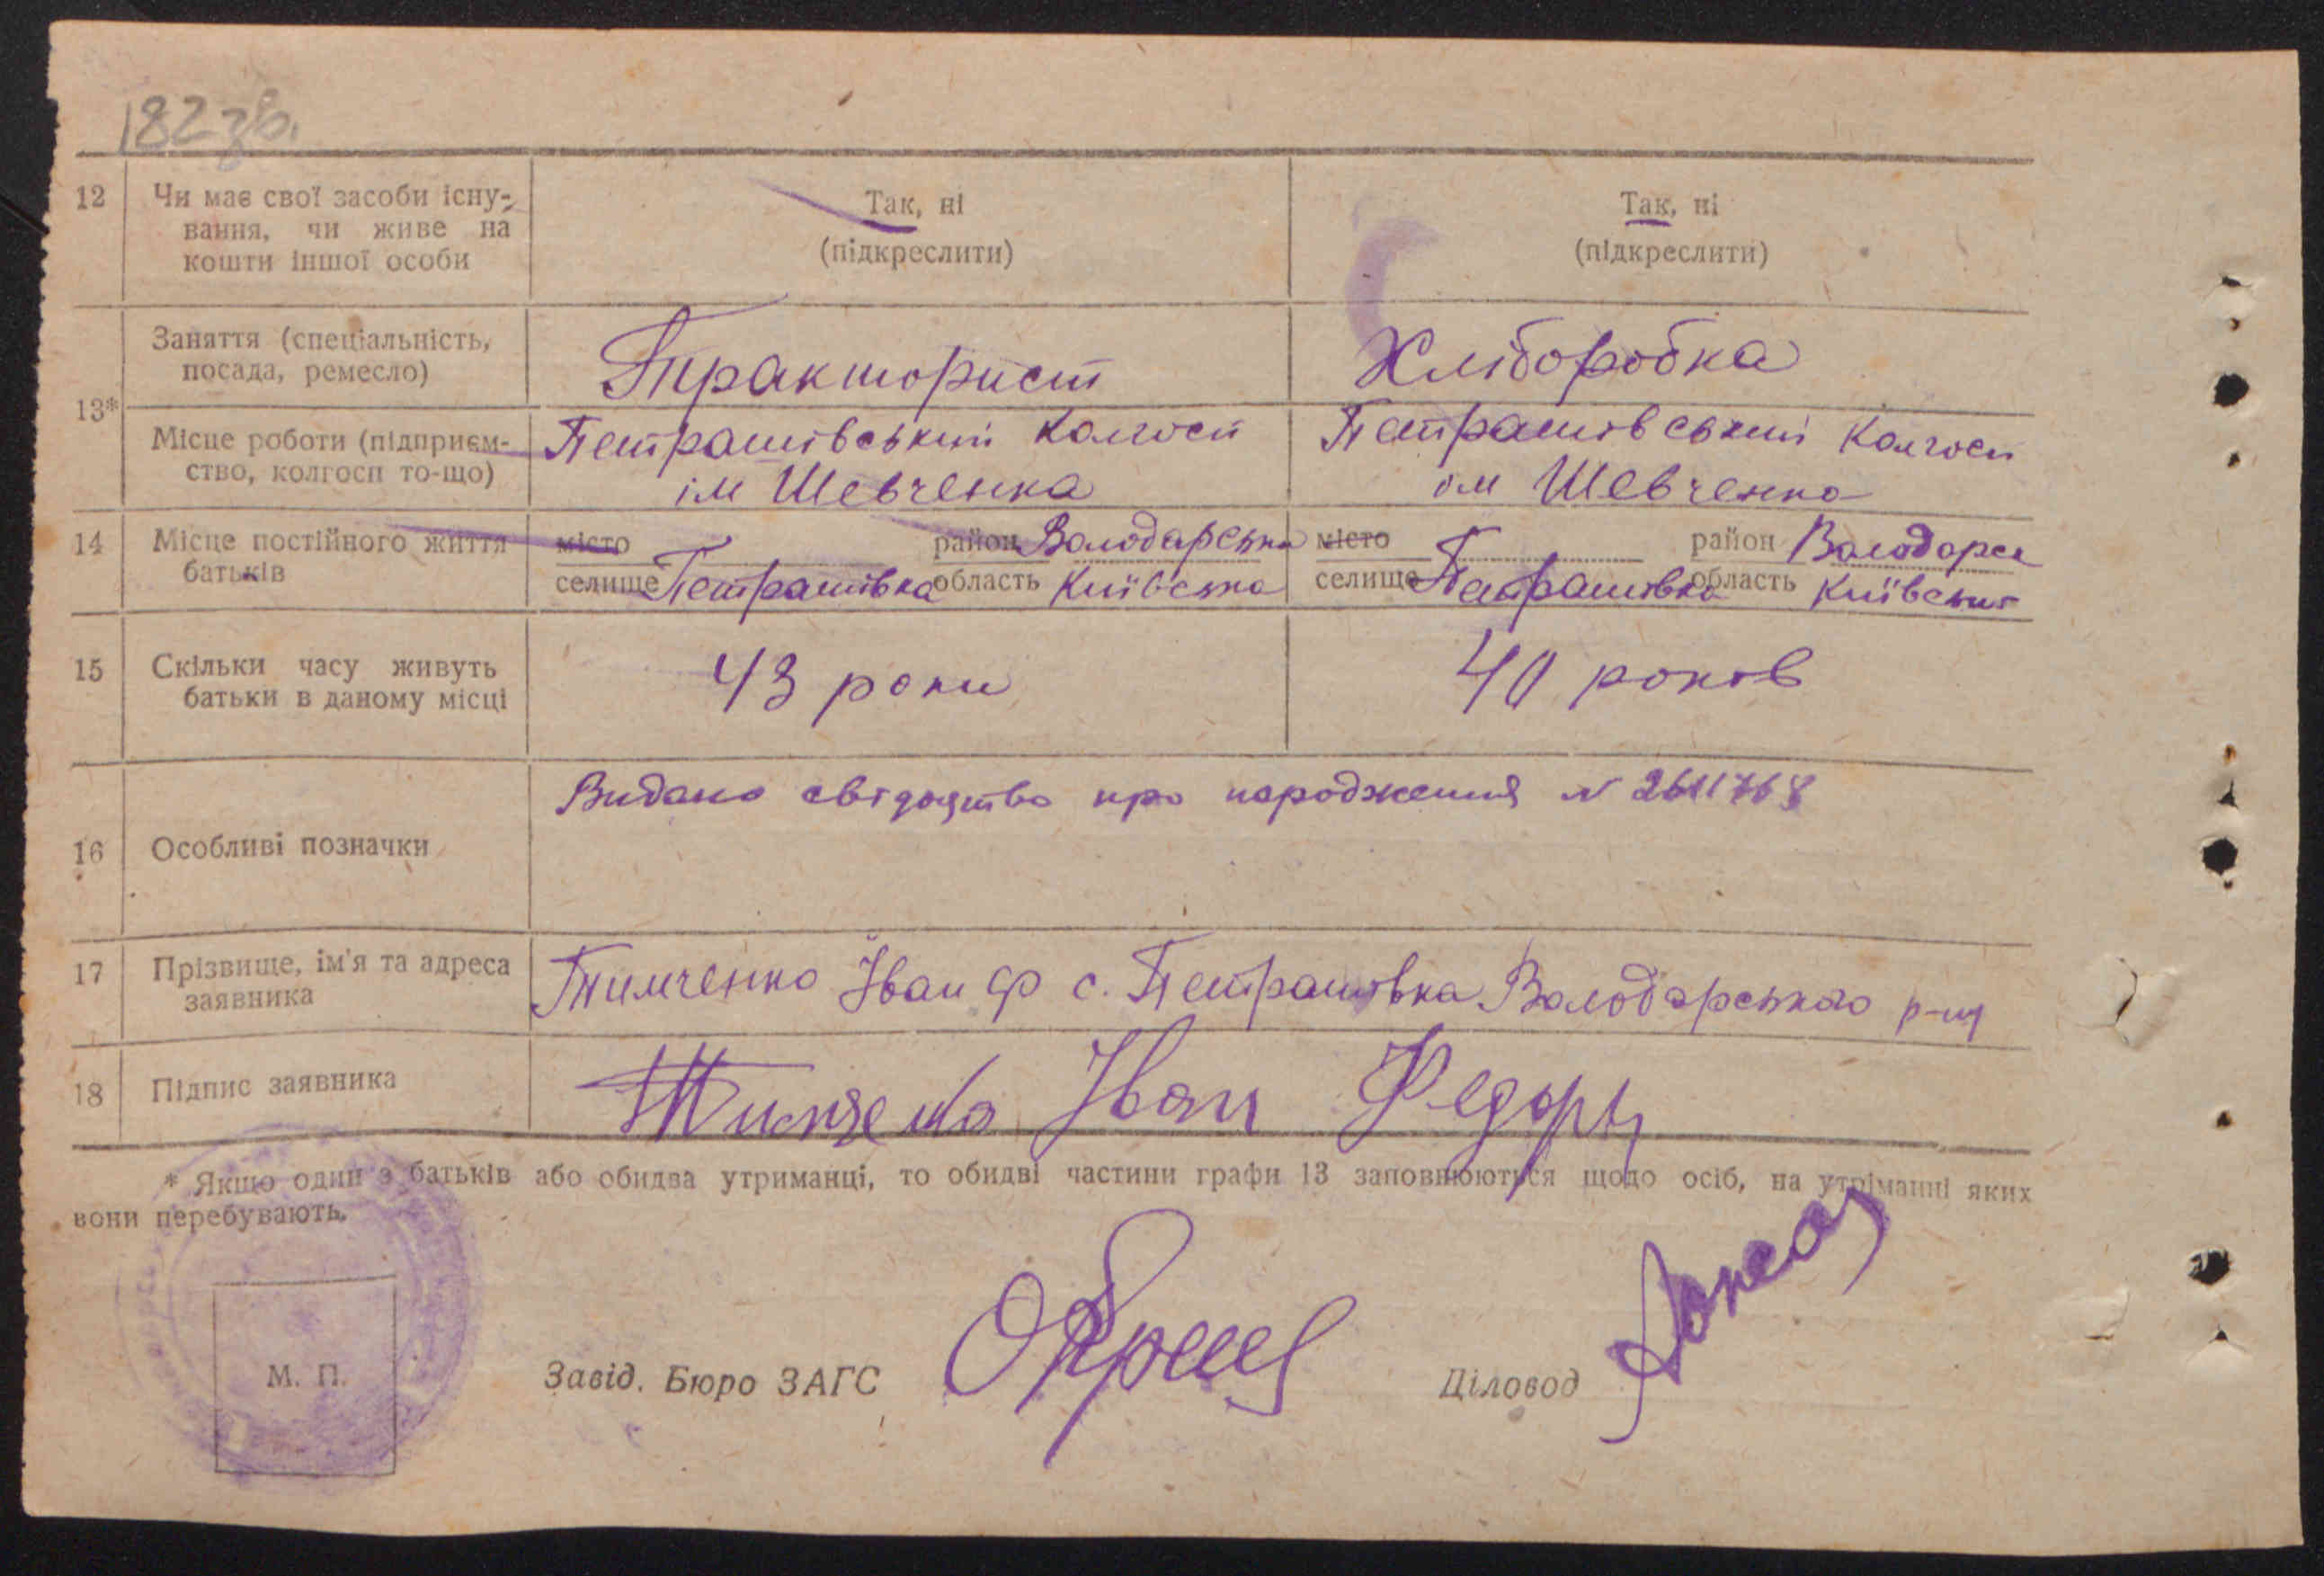 182 зв.
12 Чи має свої засоби існу- Так, ні Так, ні
вання, чи живе на
кошти іншої особи (підкреслити) (підкреслити)
13* Заняття (спеціальність,
посада, ремесло) Тракторист Хліборобка
Місце роботи (підприєм- Петрашівський колгосп Петрашівський колгосп
ство, колгосп то-що) ім Шевченка ім Шевченка
14 Місце постійного життя місто район Володарськ місто район Володарськ
батьків селище Петрашівка область Київська селище Петрашівка область Київська
15 Скільки часу живуть
батьки в даному місці 43 роки 40 років
Видано свідоцтво про народження №
16 Особливі позначки
17 Прізвище, ім'я та адреса Тимченко Іван Ф с. Петрашівка Володарського р-ну
заявника
18 Підпис заявника Тимченко Іван Федор
* Якщо один з батьків або обидва утриманці, то обидві частини графи 13 заповнюються щодо осіб, на утріманні яких
вони перебувають.
М. П.
Завід. Бюро ЗАГС Діловод